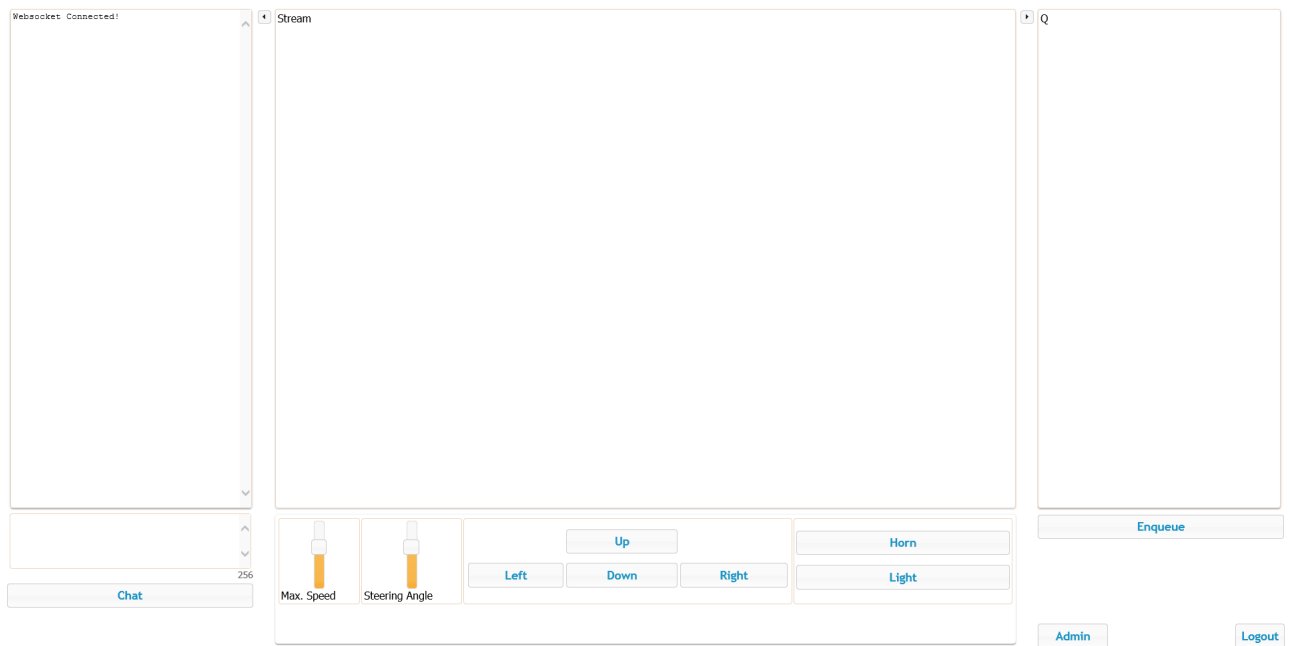 Websocket Connected!
Stream
Q
256
Chat
Max. Speed
Steering Angle
Up
Left
Down
Right
Horn
Light
Enqueue
Admin
Logout